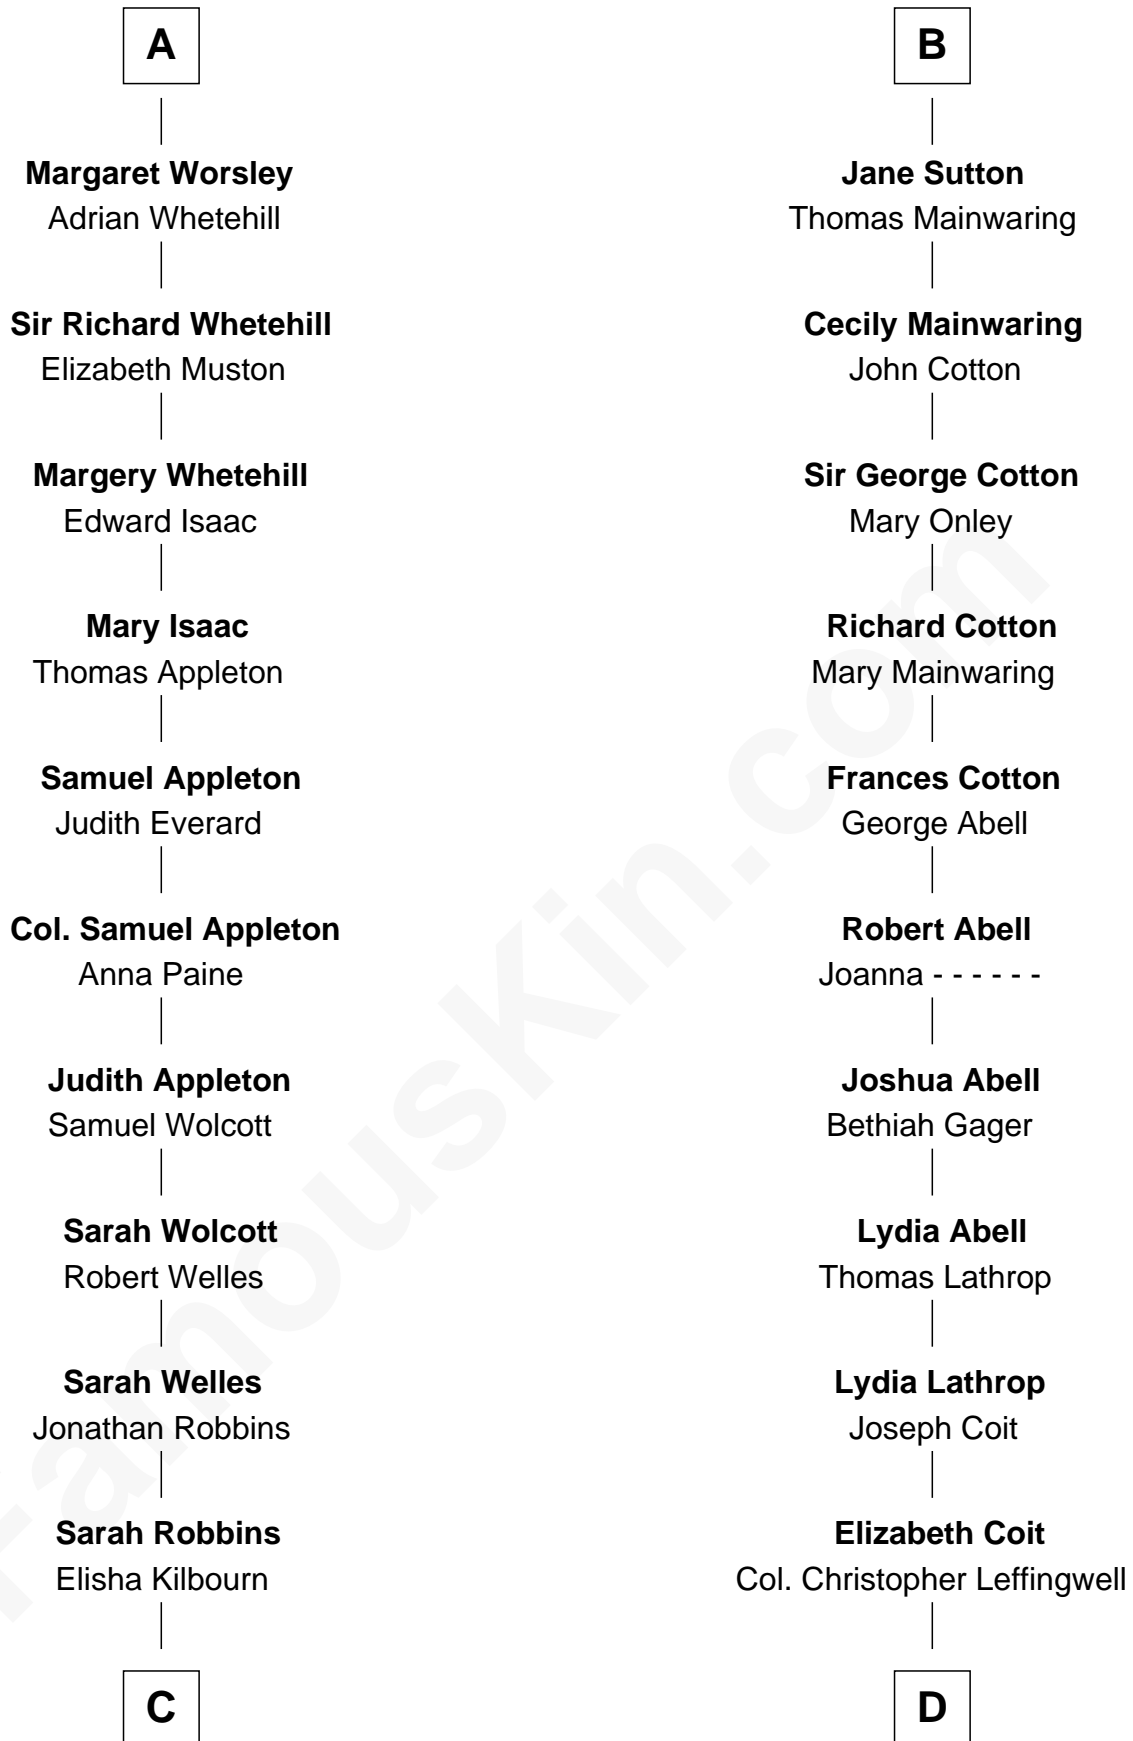 A
Margaret Worsley
Adrian Whetehill
Sir Richard Whetehill
Elizabeth Muston
Margery Whetehill
Edward Isaac
Mary Isaac
Thomas Appleton
Samuel Appleton
Judith Everard
Col. Samuel Appleton
Anna Paine
Judith Appleton
Samuel Wolcott
Sarah Wolcott
Robert Welles
Sarah Welles
Jonathan Robbins
Sarah Robbins
Elisha Kilbourn
C
B
Jane Sutton
Thomas Mainwaring
Cecily Mainwaring
John Cotton
Sir George Cotton
Mary Onley
Richard Cotton
Mary Mainwaring
Frances Cotton
George Abell
Robert Abell
Joanna - - - - - -
Joshua Abell
Bethiah Gager
Lydia Abell
Thomas Lathrop
Lydia Lathrop
Joseph Coit
Elizabeth Coit
Col. Christopher Leffingwell
D
FamousKin.com